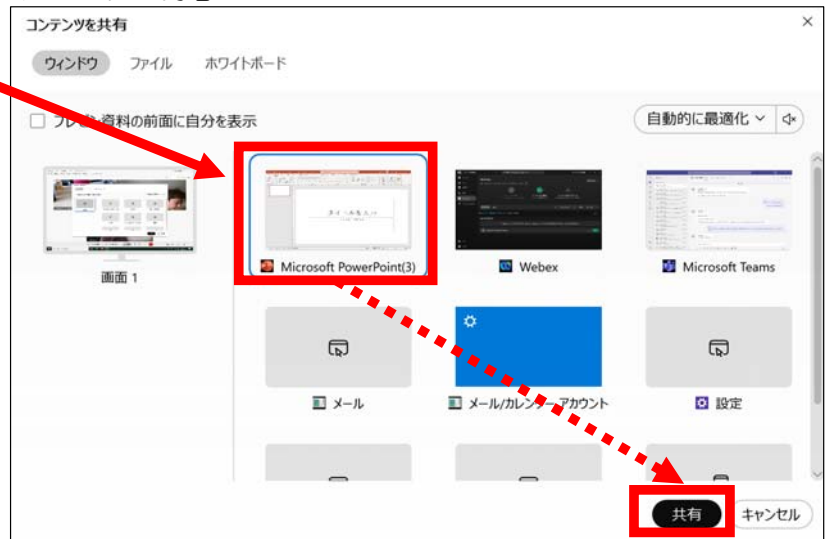 コンテンツを共有
ウィンドウ ファイル ホワイトボード
プレゼン資料の前面に自分を表示
自動的に最適化
画面 1
Microsoft PowerPoint(3)
Webex
Microsoft Teams
メール
メール/カレンダー アカウント
設定
共有
キャンセル